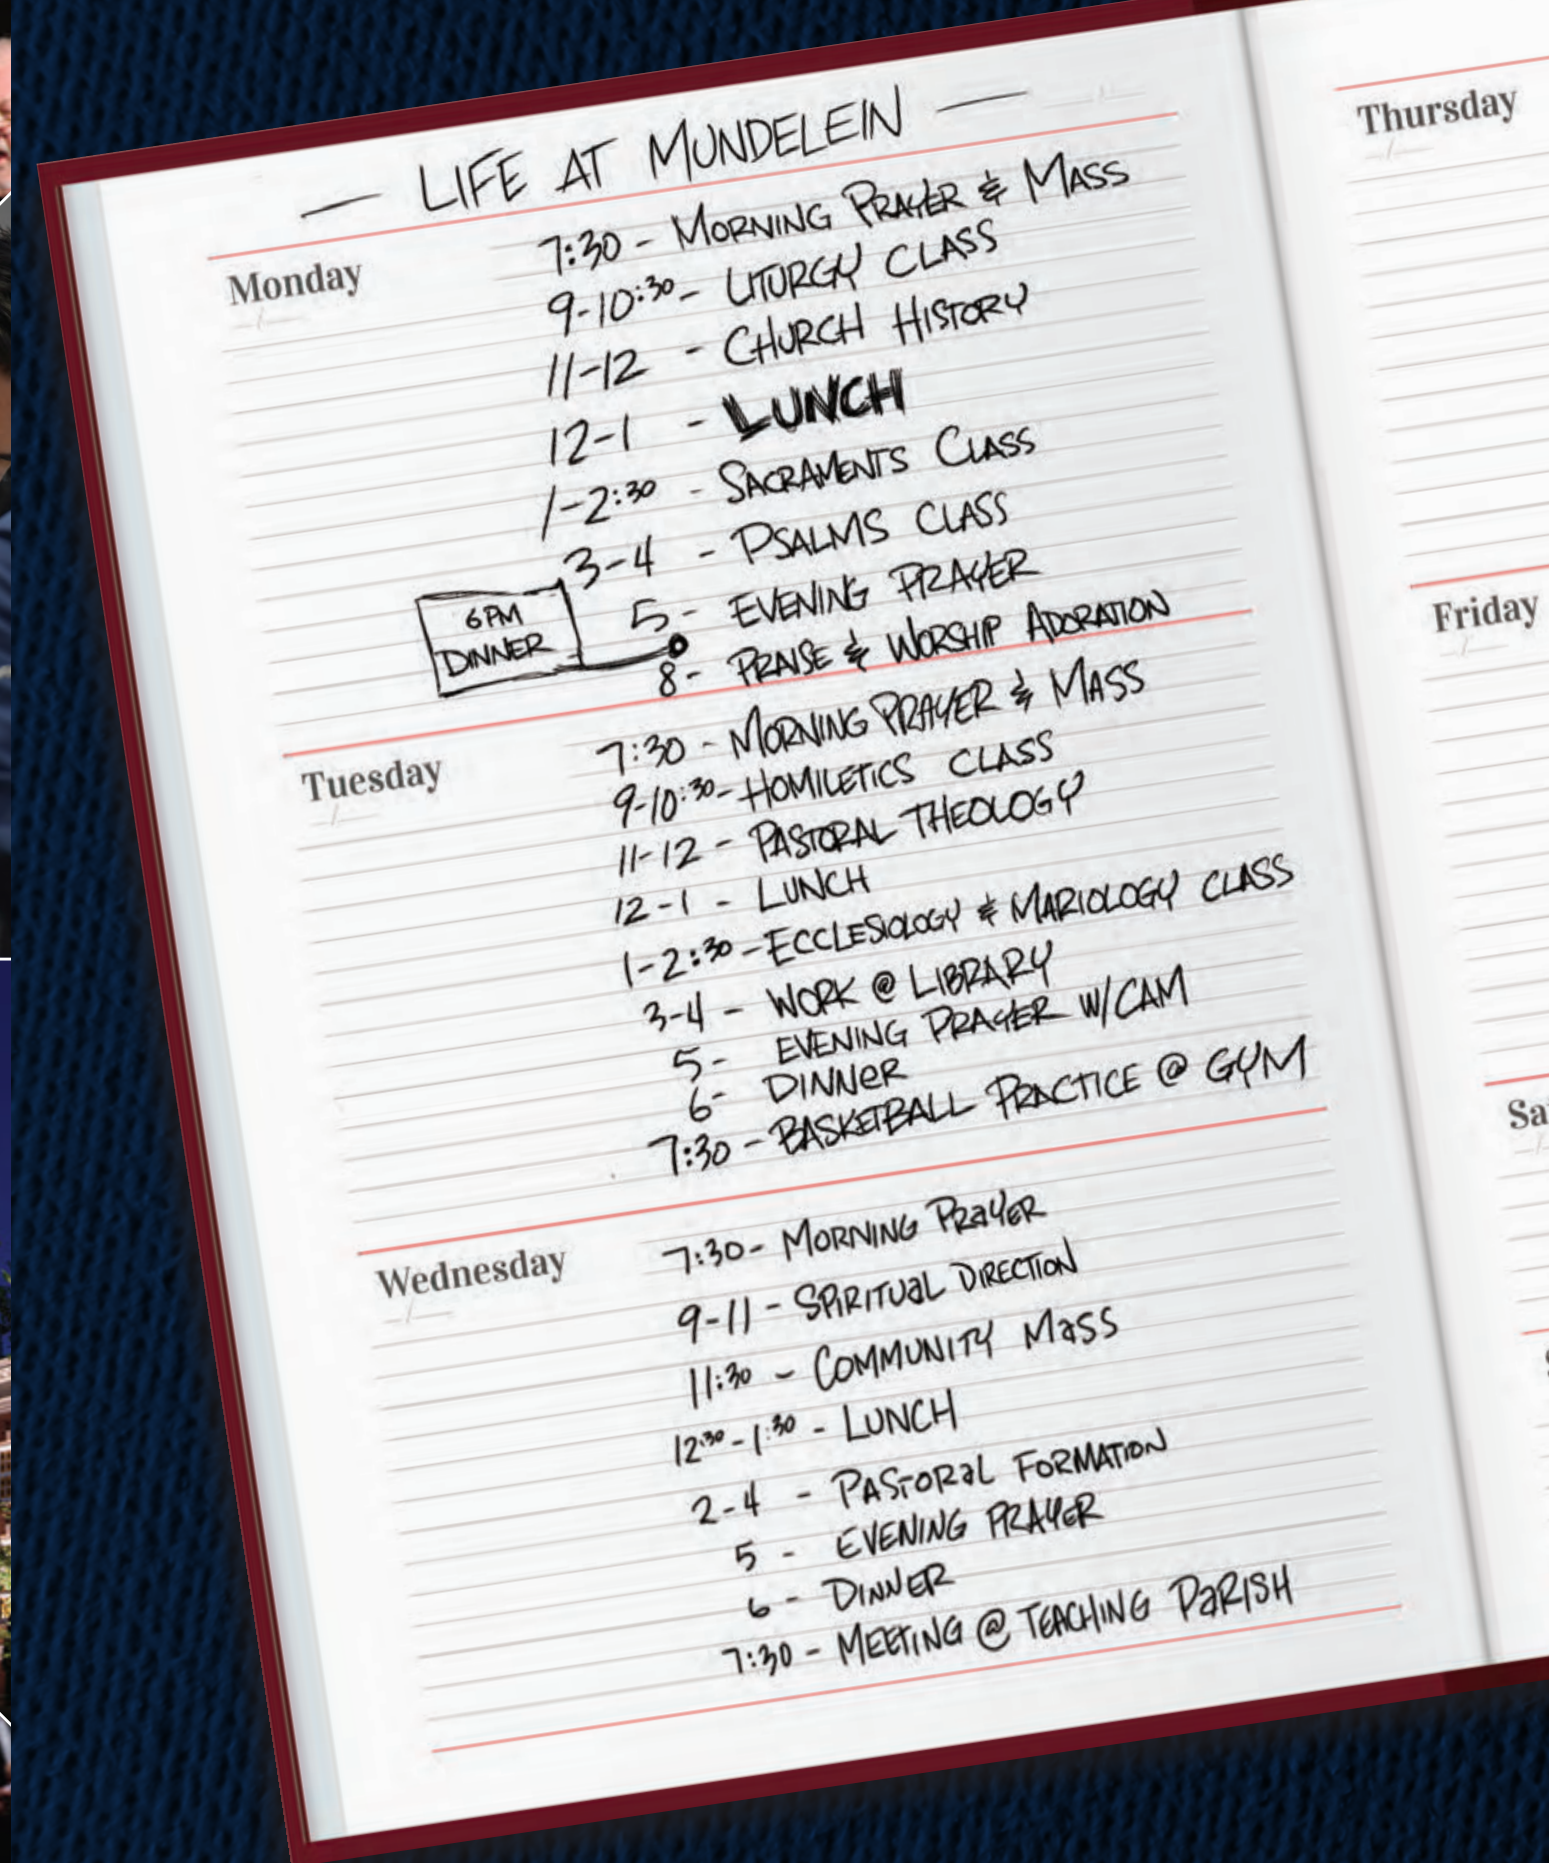 — LIFE AT MUNDELEIN —
Monday
7:30 - MORNING PRAYER & MASS
9-10:30 - LITURGY CLASS
11-12 - CHURCH HISTORY
12-1 - LUNCH
1-2:30 - SACRAMENTS CLASS
3-4 - PSALMS CLASS
5 - EVENING PRAYER
6PM
DINNER
8 - PRAISE & WORSHIP ADORATION
Tuesday
7:30 - MORNING PRAYER & MASS
9-10:30 - HOMILETICS CLASS
11-12 - PASTORAL THEOLOGY
12-1 - LUNCH
1-2:30 - ECCLESIOLOGY & MARIOLOGY CLASS
3-4 - WORK @ LIBRARY
5- EVENING PRAYER W/CAM
6- DINNER
7:30 - BASKETBALL PRACTICE @ GYM
Wednesday
7:30 - MORNING PRAYER
9-11 - SPIRITUAL DIRECTION
11:30 - COMMUNITY MASS
12:30-1:30 - LUNCH
2-4 - PASTORAL FORMATION
5 - EVENING PRAYER
6 - DINNER
7:30 - MEETING @ TEACHING PARISH
Thursday
Friday
Sa